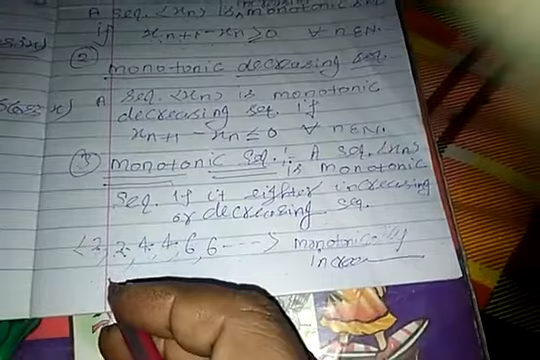 A seq. <xn> is monotonic
increasing
if xn+1 - xn ≥ 0 ∀ n∈N.
② monotonic decreasing seq.
A seq. <xn> is monotonic
decreasing seq. if
xn+1 - xn ≤ 0 ∀ n∈N.
③ monotonic seq. : A seq. <xn>
is monotonic
seq. if it eighter increasing
or decreasing seq.
<2, 2, 4, 4, 6, 6 ---->